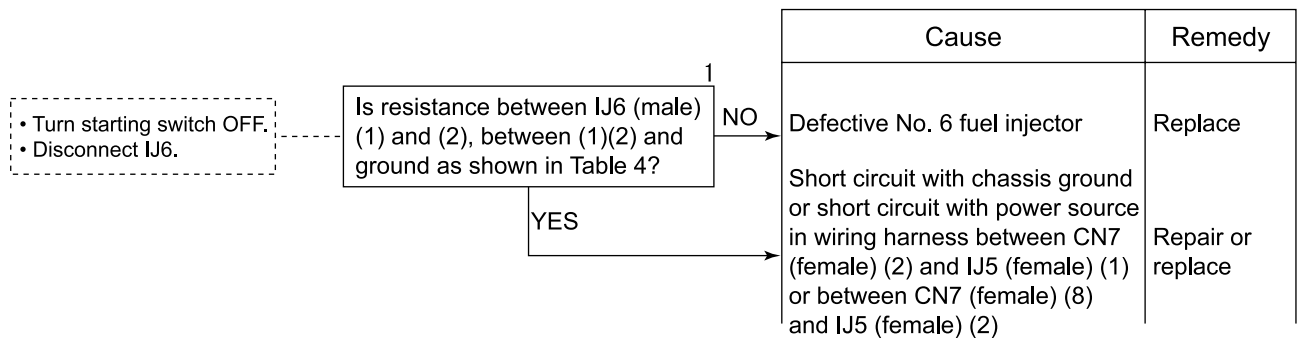 Cause
Remedy
1
• Turn starting switch OFF.
• Disconnect IJ6.
Is resistance between IJ6 (male)
(1) and (2), between (1)(2) and
ground as shown in Table 4?
NO
Defective No. 6 fuel injector
Replace
YES
Short circuit with chassis ground
or short circuit with power source
in wiring harness between CN7
(female) (2) and IJ5 (female) (1)
or between CN7 (female) (8)
and IJ5 (female) (2)
Repair or
replace